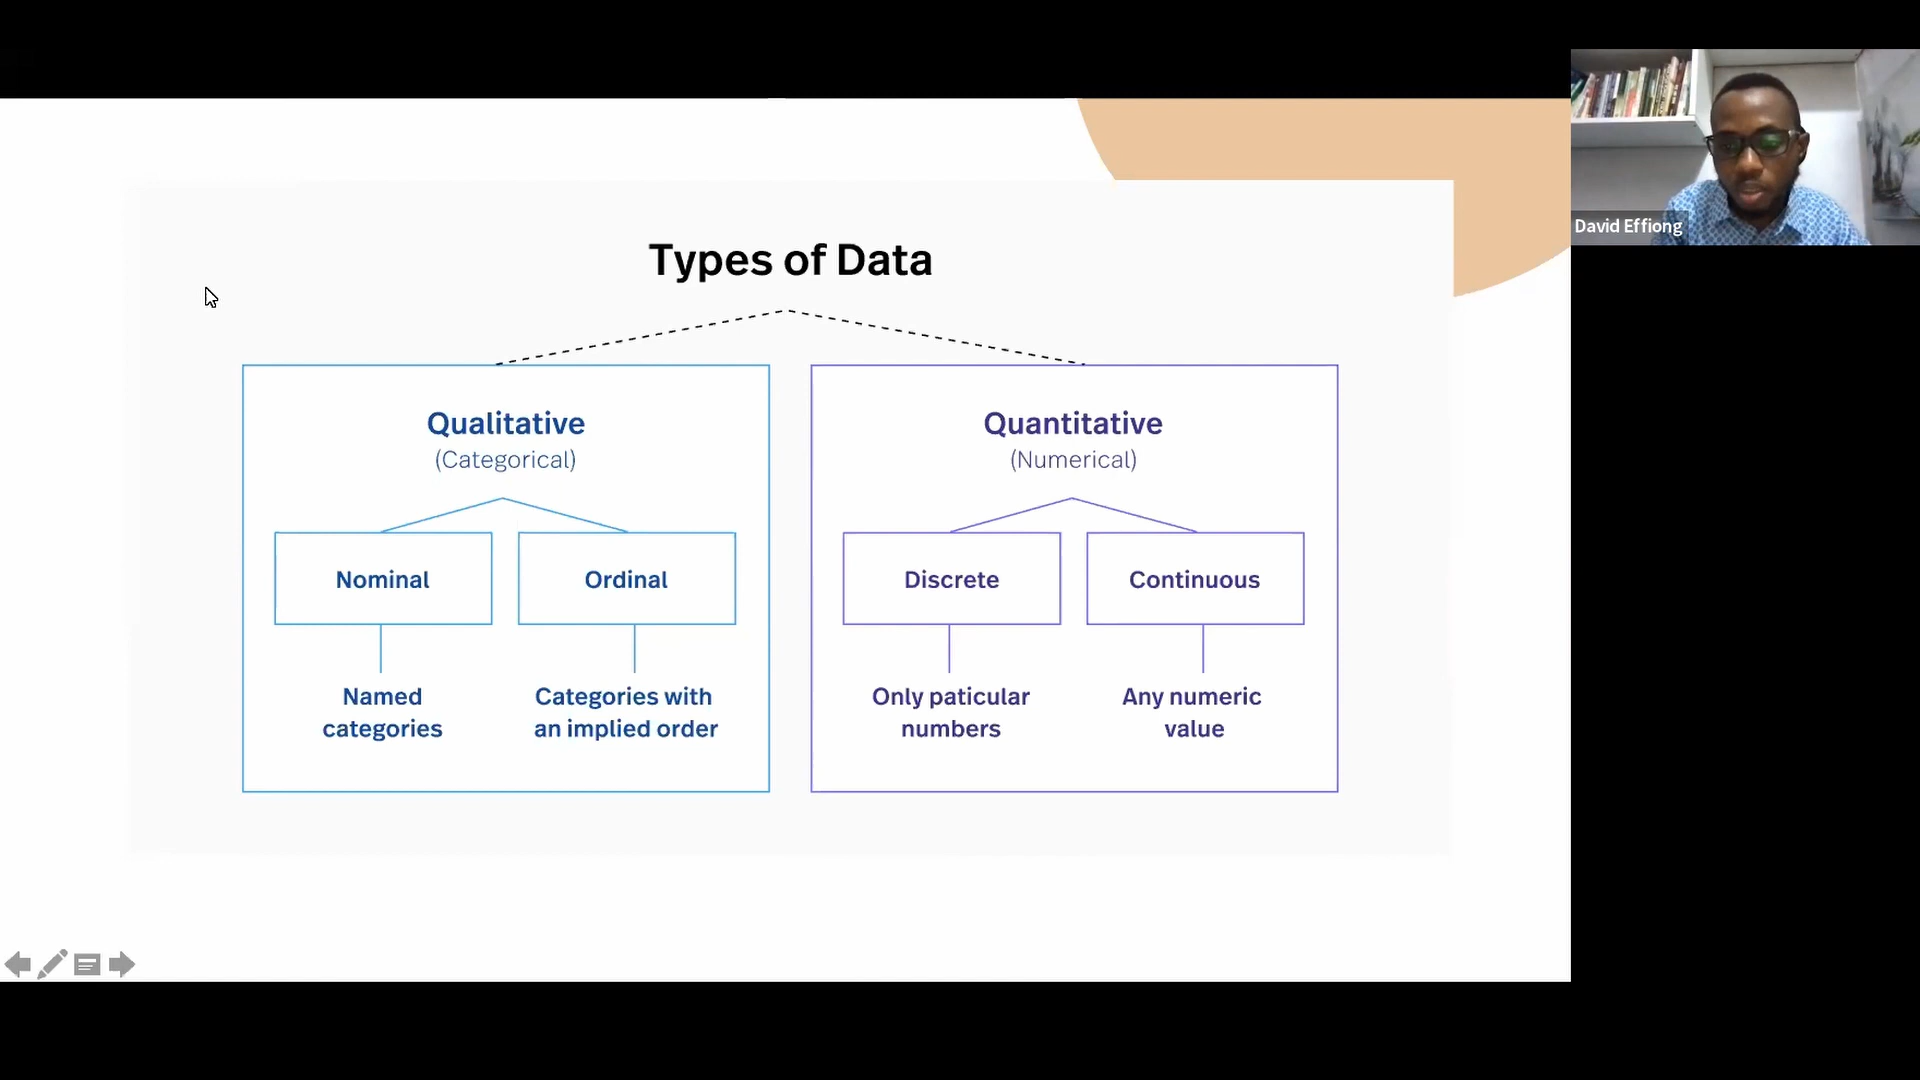 Types of Data
Qualitative
(Categorical)
Nominal
Ordinal
Named
categories
Categories with
an implied order
Quantitative
(Numerical)
Discrete
Continuous
Only paticular
numbers
Any numeric
value
David Effiong